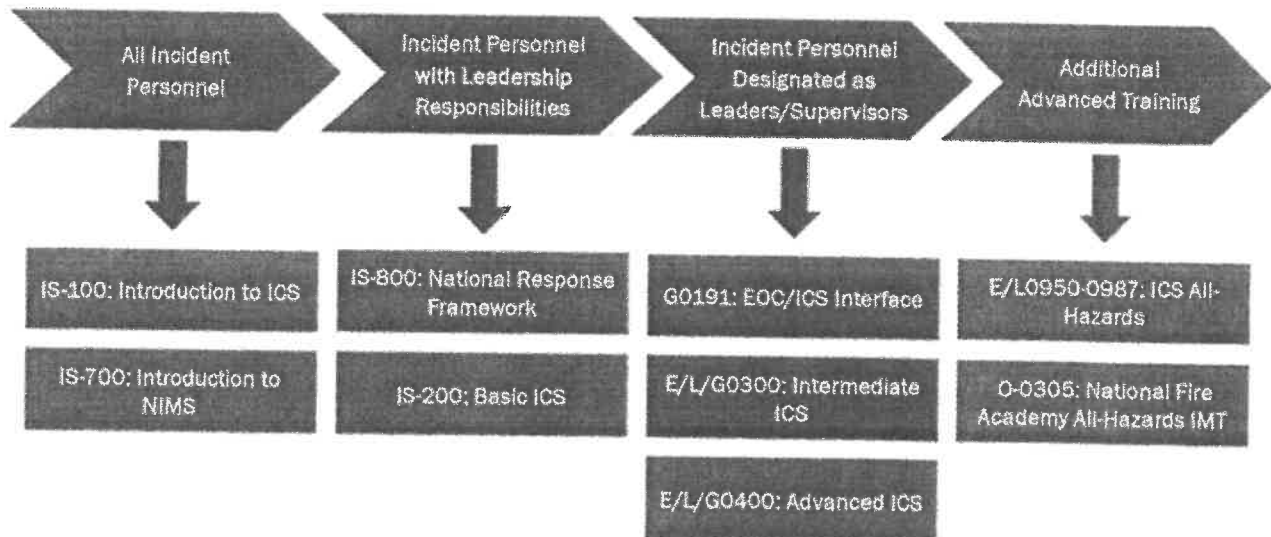 All Incident
Personnel
Incident Personnel
with Leadership
Responsibilities
Incident Personnel
Designated as
Leaders/Supervisors
Additional
Advanced Training
IS-100: Introduction to ICS
IS-700: Introduction to
NIMS
IS-800: National Response
Framework
IS-200: Basic ICS
G0191: EOC/ICS Interface
E/L/G0300: Intermediate
ICS
E/L/G0400: Advanced ICS
E/L0950-0987: ICS All-
Hazards
O-0305: National Fire
Academy All-Hazards IMT